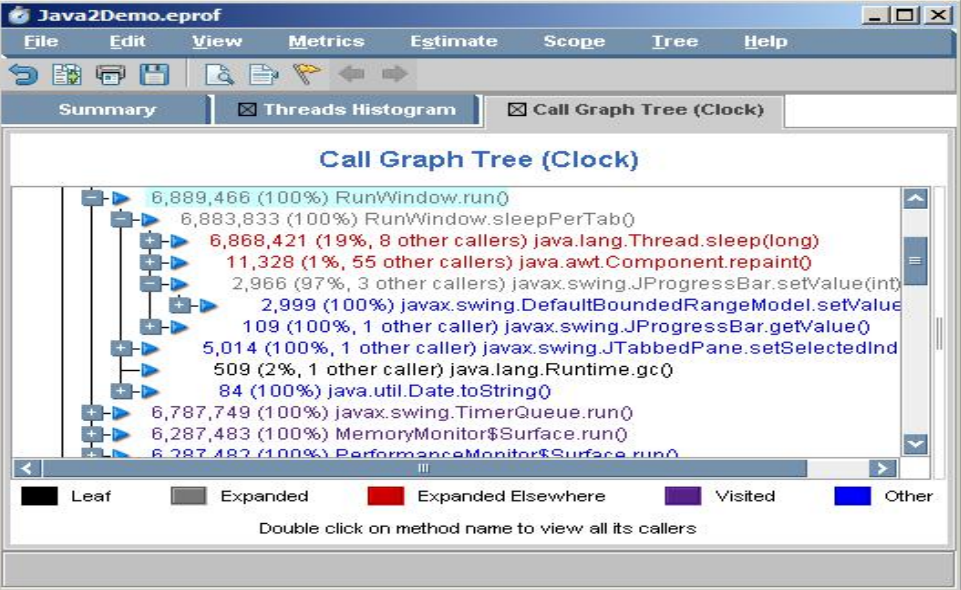 Java2Demo.eprof
File Edit View Metrics Estimate Scope Tree Help
Summary Threads Histogram Call Graph Tree (Clock)
Call Graph Tree (Clock)
6,889,466 (100%) RunWindow.run()
6,883,833 (100%) RunWindow.sleepPerTab()
6,868,421 (19%, 8 other callers) java.lang.Thread.sleep(long)
11,328 (1%, 55 other callers) java.awt.Component.repaint()
2,966 (97%, 3 other callers) javax.swing.JProgressBar.setValue(int)
2,999 (100%) javax.swing.DefaultBoundedRangeModel.setValue
109 (100%, 1 other caller) javax.swing.JProgressBar.getValue()
5,014 (100%, 1 other caller) javax.swing.JTabbedPane.setSelectedInd
509 (2%, 1 other caller) java.lang.Runtime.gc()
84 (100%) java.util.Date.toString()
6,787,749 (100%) javax.swing.TimerQueue.run()
6,287,483 (100%) MemoryMonitor$Surface.run()
6,287,482 (100%) PerformanceMonitor$Surface.run()
Leaf Expanded Expanded Elsewhere Visited Other
Double click on method name to view all its callers